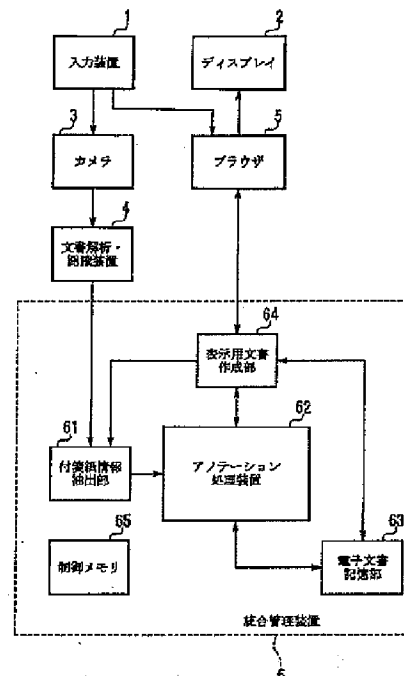 1
入力装置
2
ディスプレイ
3
カメラ
5
ブラウザ
4
文書解析・
認識装置
64
表示用文書
作成部
61
付箋紙情報
抽出部
62
アノテーション
処理装置
65
制御メモリ
63
電子文書
記憶部
統合管理装置
6